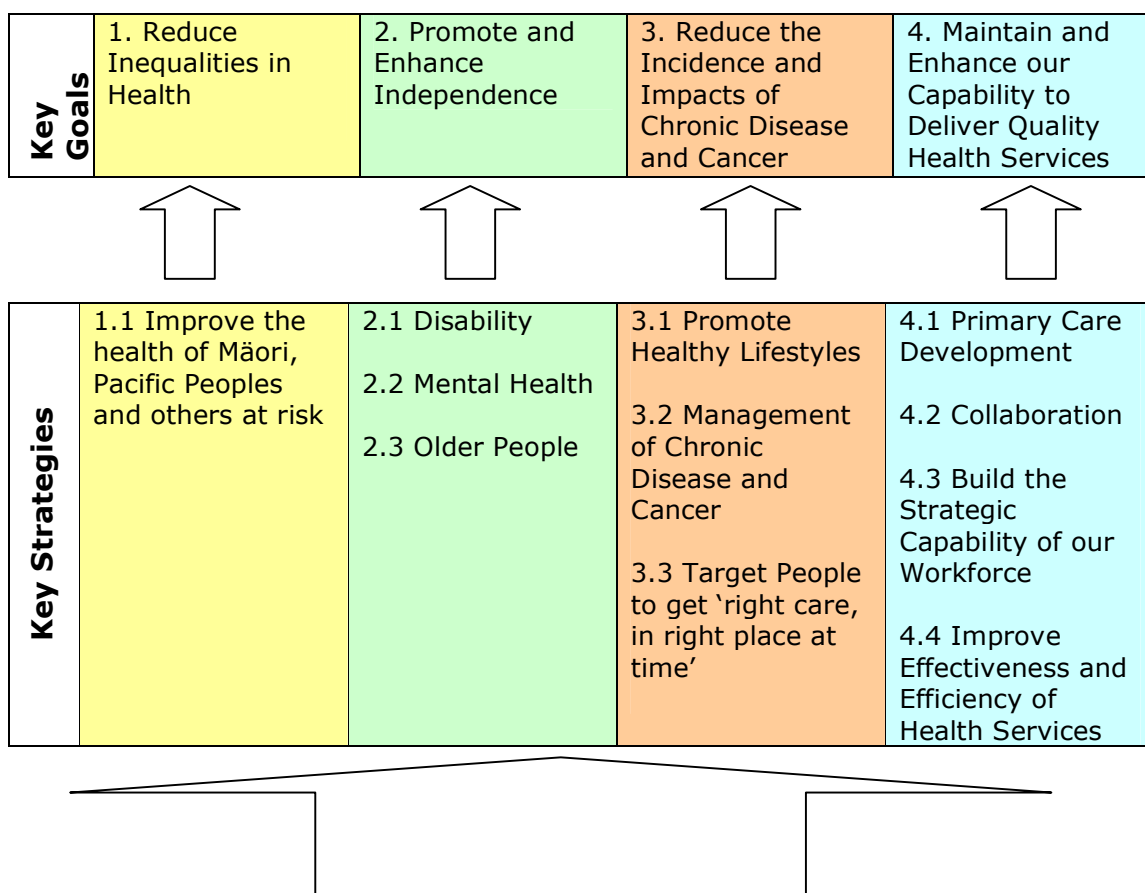 Key
Goals
1. Reduce
Inequalities in
Health
2. Promote and
Enhance
Independence
3. Reduce the
Incidence and
Impacts of
Chronic Disease
and Cancer
4. Maintain and
Enhance our
Capability to
Deliver Quality
Health Services
Key Strategies
1.1 Improve the
health of Mäori,
Pacific Peoples
and others at risk
2.1 Disability
2.2 Mental Health
2.3 Older People
3.1 Promote
Healthy Lifestyles
3.2 Management
of Chronic
Disease and
Cancer
3.3 Target People
to get ‘right care,
in right place at
time’
4.1 Primary Care
Development
4.2 Collaboration
4.3 Build the
Strategic
Capability of our
Workforce
4.4 Improve
Effectiveness and
Efficiency of
Health Services